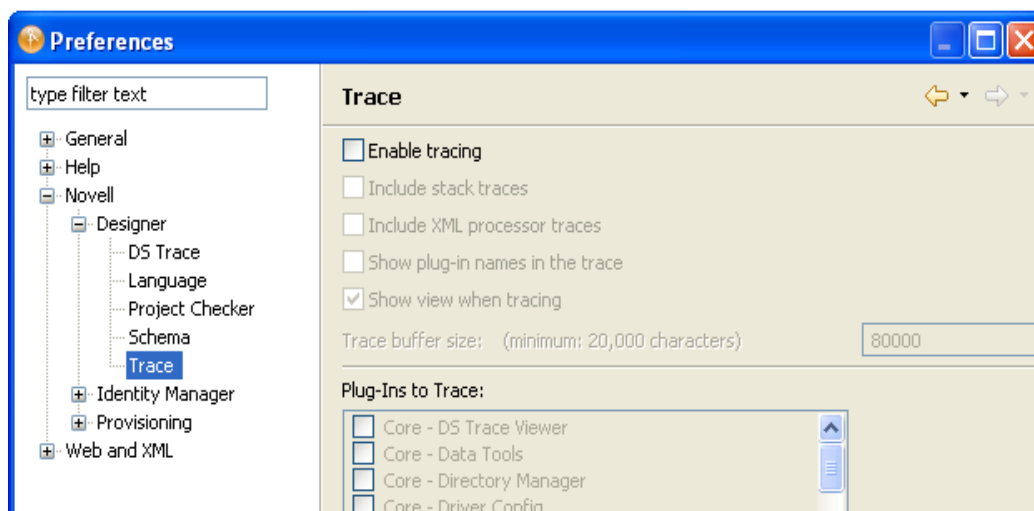 Preferences
type filter text
General
Help
Novell
Designer
DS Trace
Language
Project Checker
Schema
Trace
Identity Manager
Provisioning
Web and XML
Trace
Enable tracing
Include stack traces
Include XML processor traces
Show plug-in names in the trace
Show view when tracing
Trace buffer size: (minimum: 20,000 characters) 80000
Plug-Ins to Trace:
Core - DS Trace Viewer
Core - Data Tools
Core - Directory Manager
Core - Driver Config